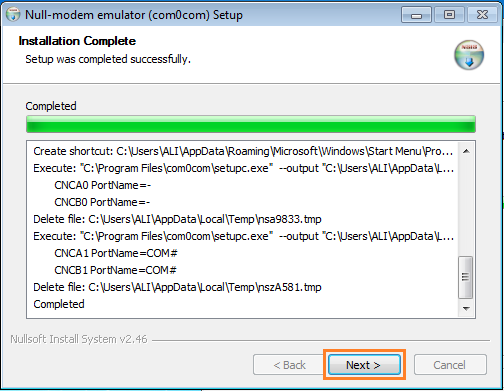 Null-modem emulator (com0com) Setup
Installation Complete
Setup was completed successfully.
Completed
Create shortcut: C:\Users\ALI\AppData\Roaming\Microsoft\Windows\Start Menu\Pro...
Execute: "C:\Program Files\com0com\setupc.exe"  --output "C:\Users\ALI\AppData\L...
CNCA0 PortName=-
CNCB0 PortName=-
Delete file: C:\Users\ALI\AppData\Local\Temp\nsa9833.tmp
Execute: "C:\Program Files\com0com\setupc.exe"  --output "C:\Users\ALI\AppData\L...
CNCA1 PortName=COM#
CNCB1 PortName=COM#
Delete file: C:\Users\ALI\AppData\Local\Temp\nszA581.tmp
Completed
Nullsoft Install System v2.46
< Back
Next >
Cancel